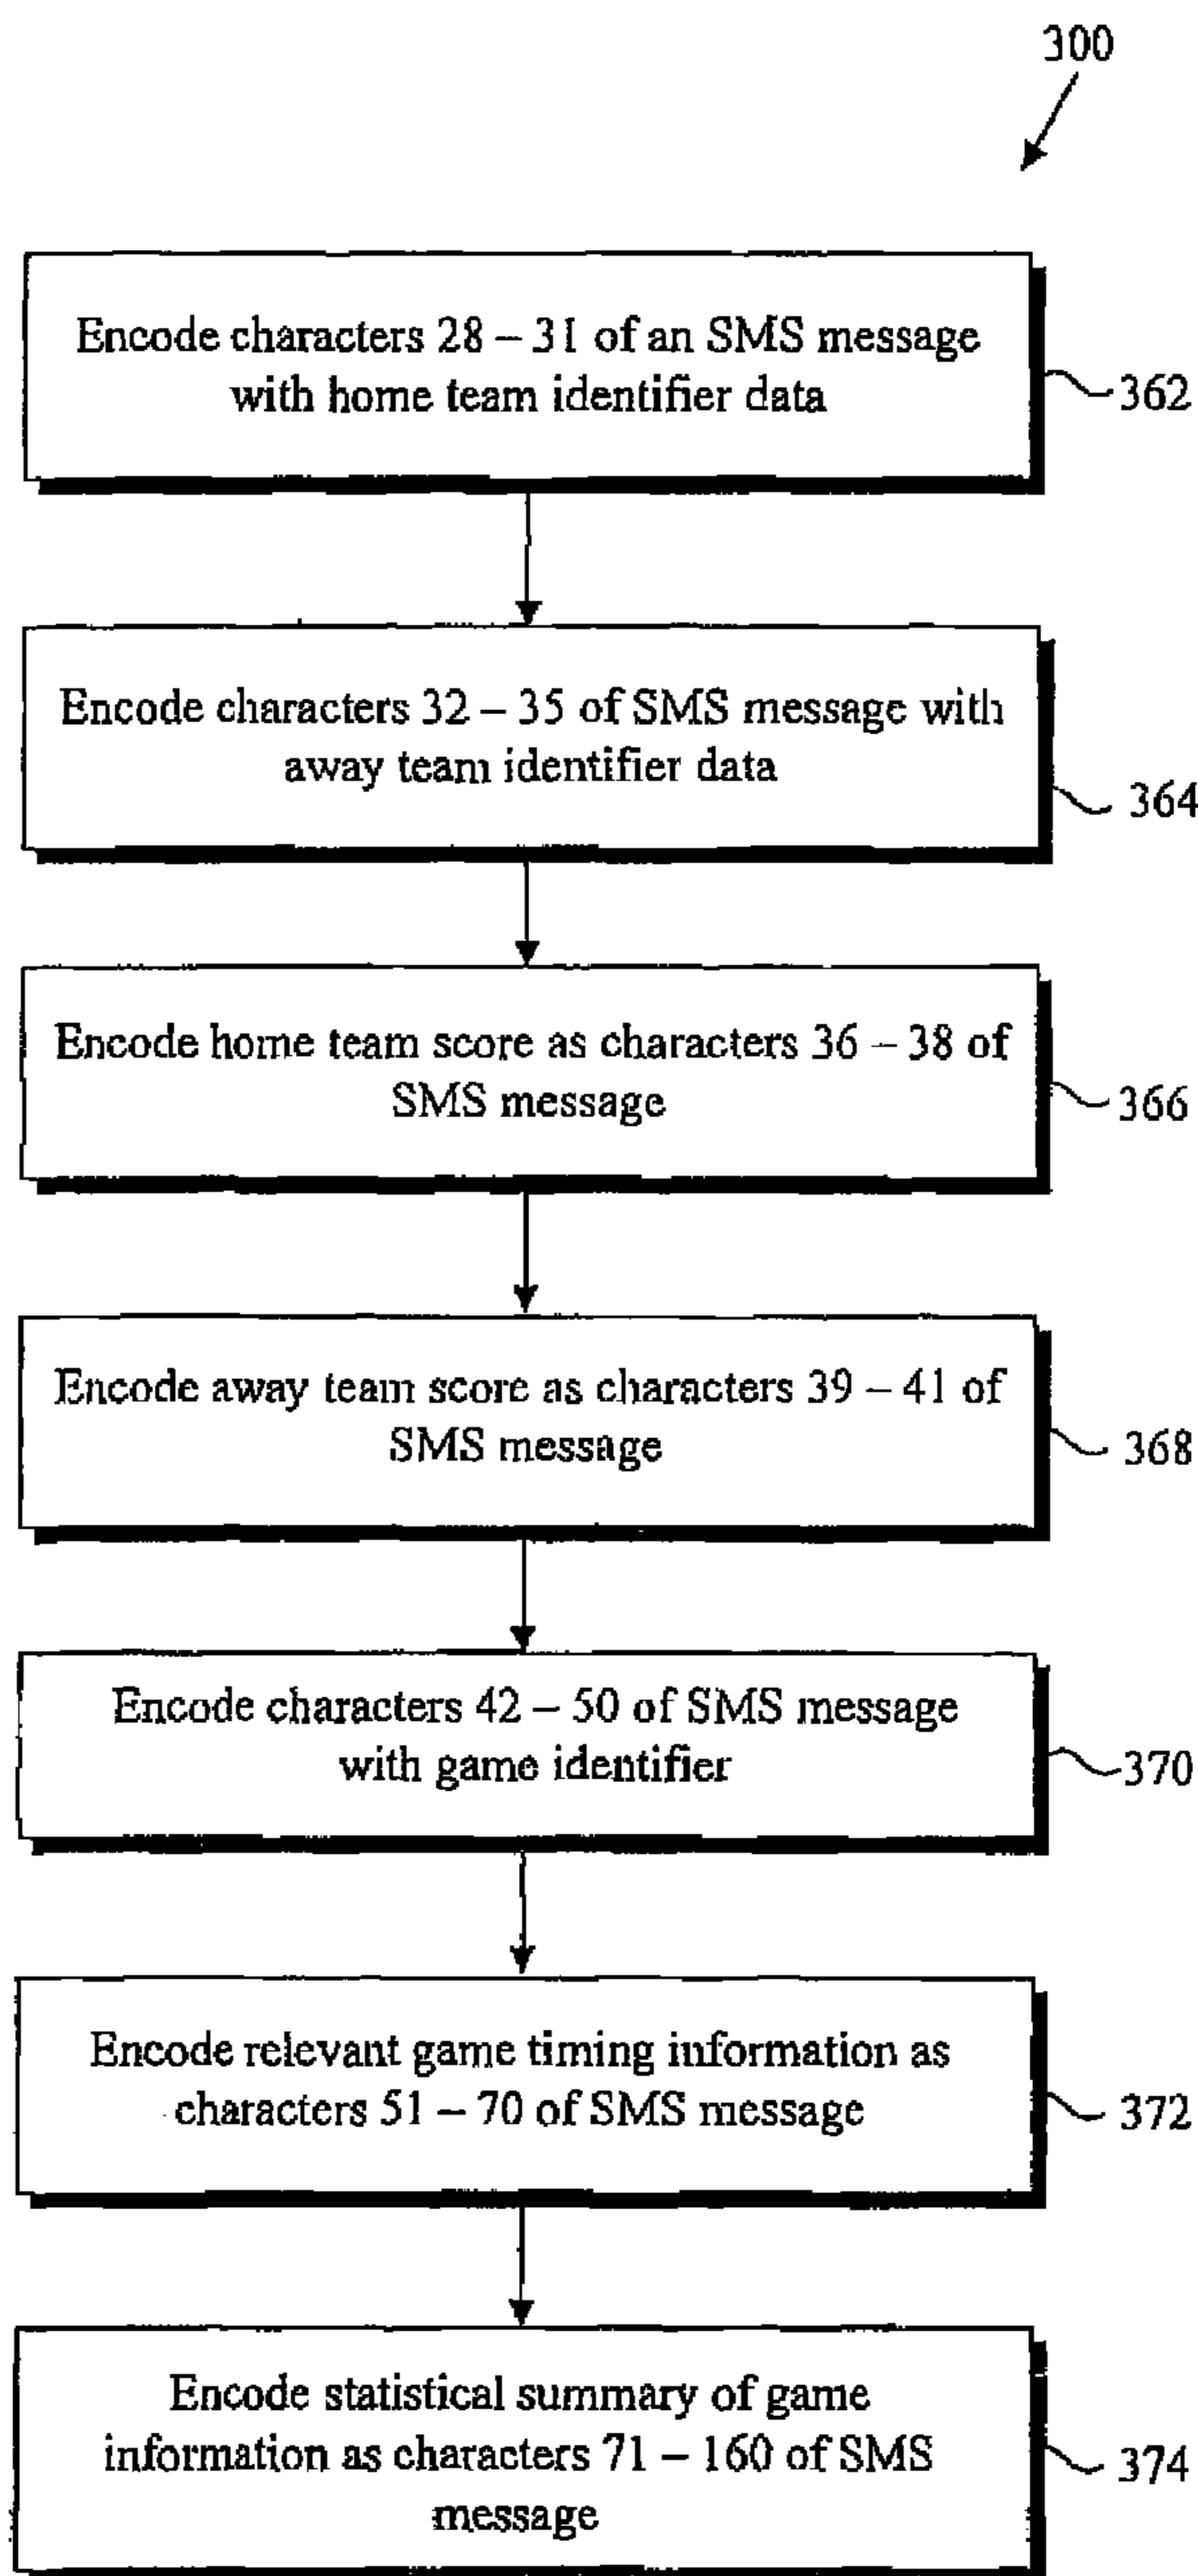 300
Encode characters 28 – 31 of an SMS message
with home team identifier data
362
Encode characters 32 – 35 of SMS message with
away team identifier data
364
Encode home team score as characters 36 – 38 of
SMS message
366
Encode away team score as characters 39 – 41 of
SMS message
368
Encode characters 42 – 50 of SMS message
with game identifier
370
Encode relevant game timing information as
characters 51 – 70 of SMS message
372
Encode statistical summary of game
information as characters 71 – 160 of SMS
message
374